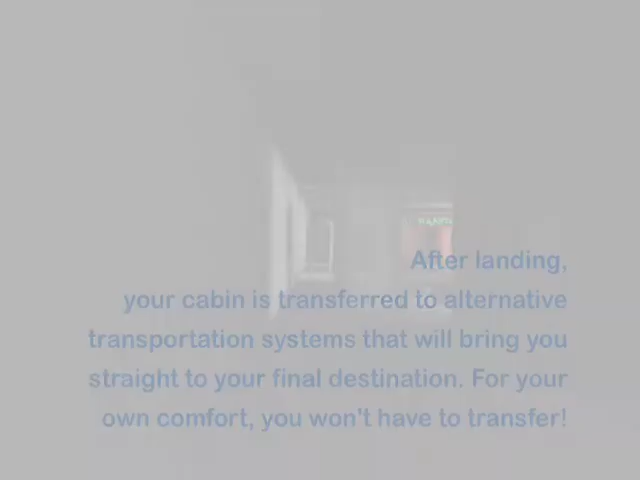 After landing,
your cabin is transferred to alternative
transportation systems that will bring you
straight to your final destination. For your
own comfort, you won't have to transfer!